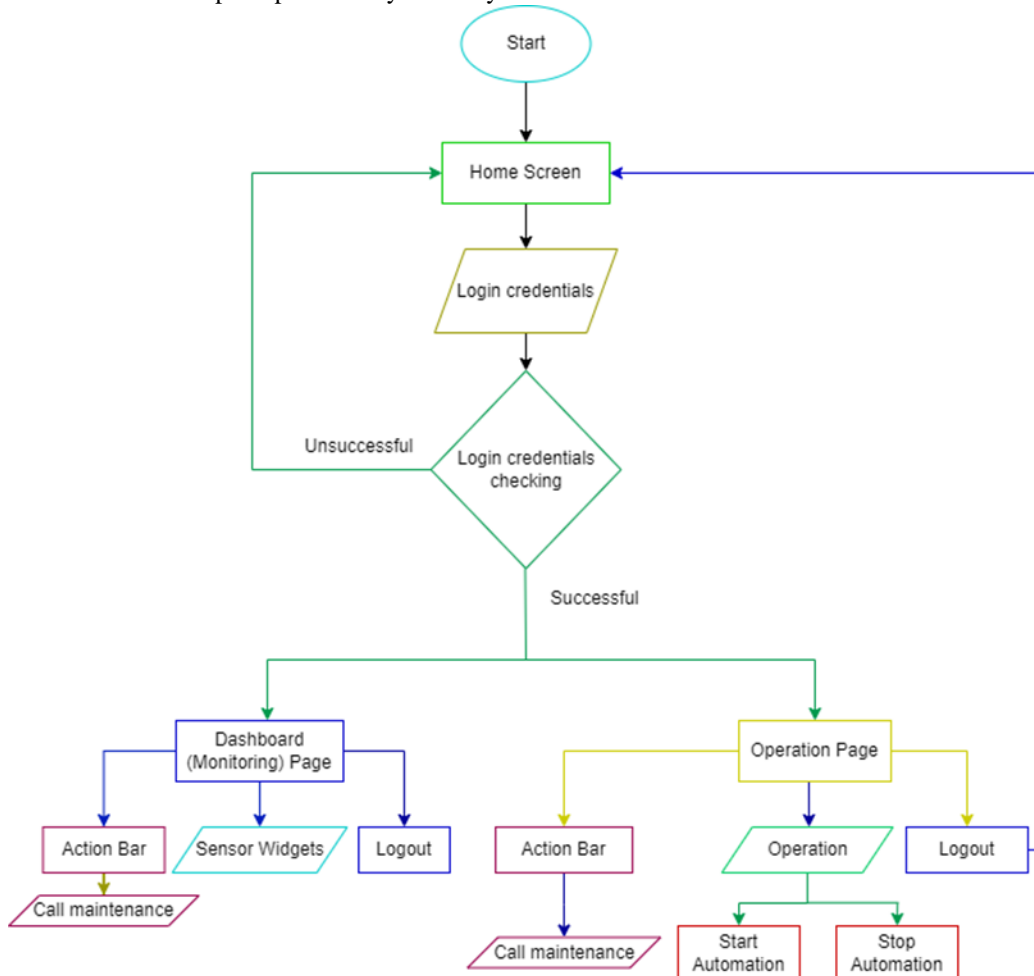 Start
Home Screen
Login credentials
Unsuccessful
Login credentials
checking
Successful
Dashboard
(Monitoring) Page
Operation Page
Action Bar
Sensor Widgets
Logout
Action Bar
Operation
Logout
Call maintenance
Call maintenance
Start
Automation
Stop
Automation